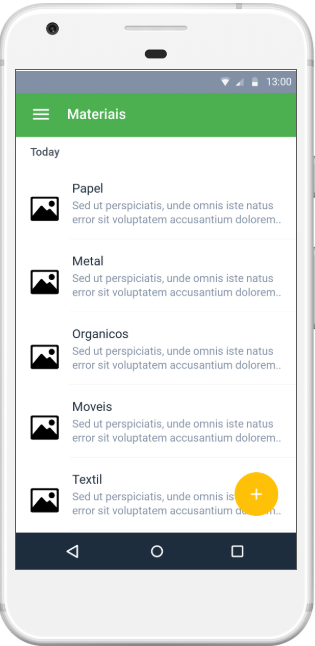 13:00
Materiais
Today
Papel
Sed ut perspiciatis, unde omnis iste natus
error sit voluptatem accusantium dolorem..
Metal
Sed ut perspiciatis, unde omnis iste natus
error sit voluptatem accusantium dolorem..
Organicos
Sed ut perspiciatis, unde omnis iste natus
error sit voluptatem accusantium dolorem..
Moveis
Sed ut perspiciatis, unde omnis iste natus
error sit voluptatem accusantium dolorem..
Textil
Sed ut perspiciatis, unde omnis is
error sit voluptatem accusantium